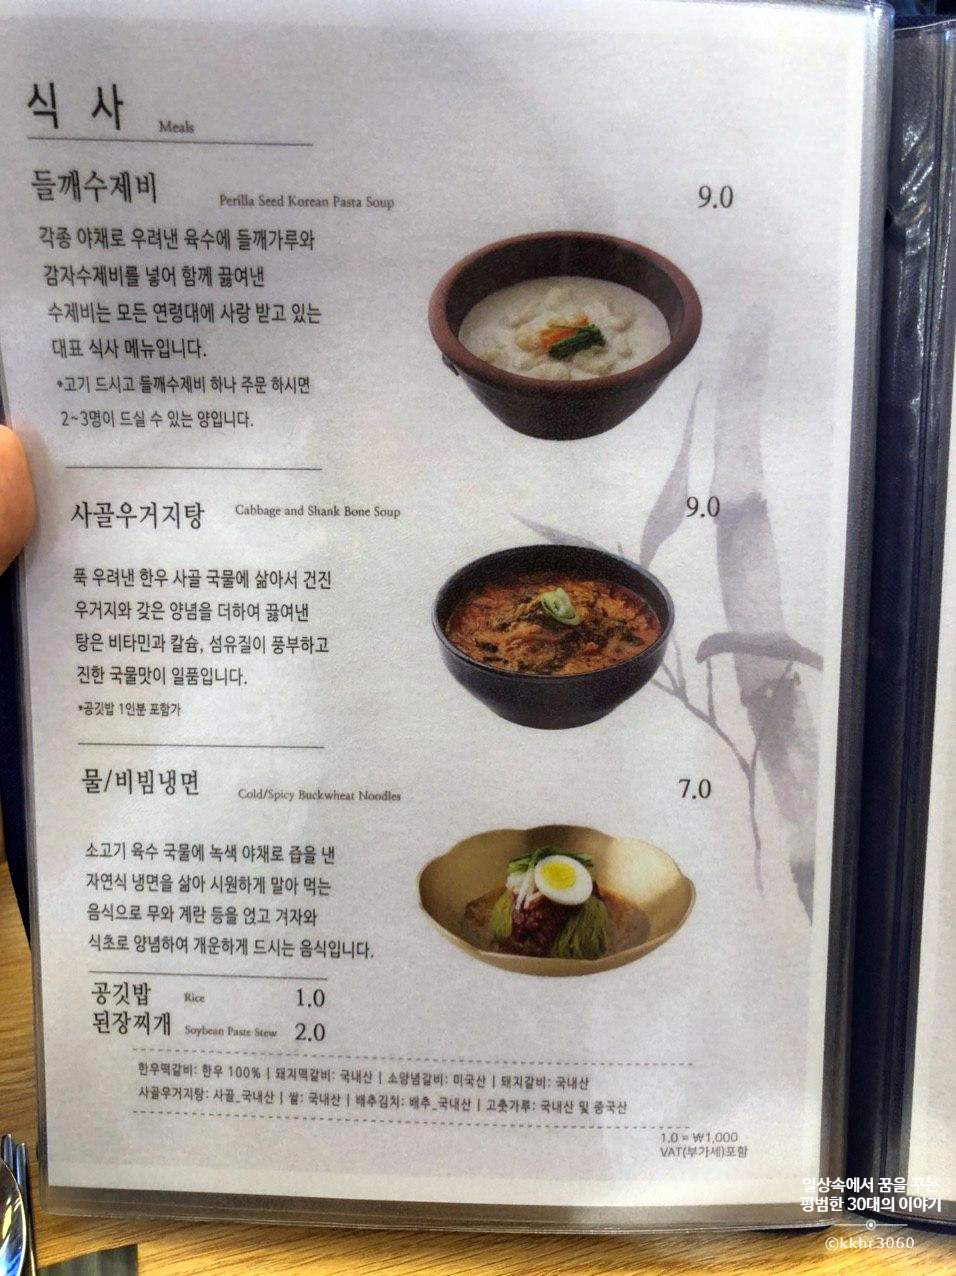 식 사 Meals
들깨수제비 Perilla Seed Korean Pasta Soup 9.0
각종 야채로 우려낸 육수에 들깨가루와
감자수제비를 넣어 함께 끓여낸
수제비는 모든 연령대에 사랑 받고 있는
대표 식사 메뉴입니다.
*고기 드시고 들깨수제비 하나 주문 하시면
2~3명이 드실 수 있는 양입니다.
사골우거지탕 Cabbage and Shank Bone Soup 9.0
푹 우려낸 한우 사골 국물에 삶아서 건진
우거지와 갖은 양념을 더하여 끓여낸
탕은 비타민과 칼슘, 섬유질이 풍부하고
진한 국물맛이 일품입니다.
*공깃밥 1인분 포함가
물/비빔냉면 Cold/Spicy Buckwheat Noodles 7.0
소고기 육수 국물에 녹색 야채로 즙을 낸
자연식 냉면을 삶아 시원하게 말아 먹는
음식으로 무와 계란 등을 얹고 겨자와
식초로 양념하여 개운하게 드시는 음식입니다.
공깃밥 Rice 1.0
된장찌개 Soybean Paste Stew 2.0
한우떡갈비: 한우 100% | 돼지떡갈비: 국내산 | 소양념갈비: 미국산 | 돼지갈비: 국내산
사골우거지탕: 사골_국내산 | 쌀: 국내산 | 배추김치: 배추_국내산 | 고춧가루: 국내산 및 중국산
1.0 = ₩1,000
VAT(부가세)포함
일상속에서 꿈을 꾸는
평범한 30대의 이야기
©kkhr3060